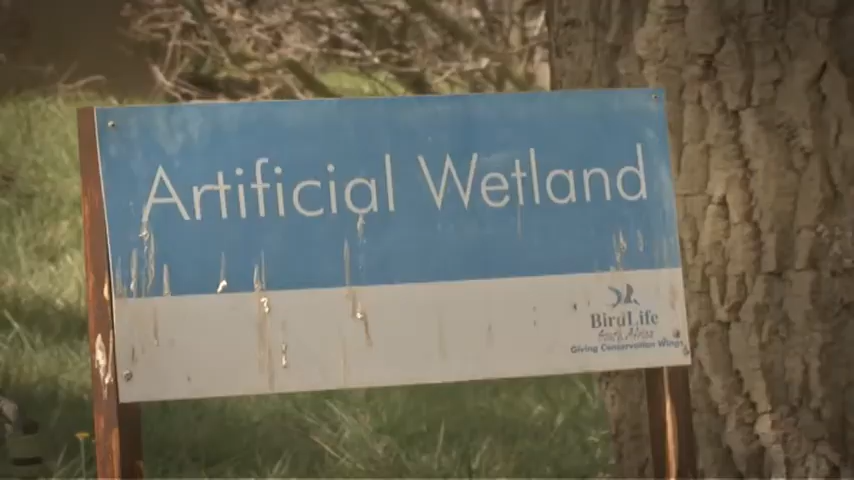 Artificial Wetland
BirdLife
South Africa
Giving Conservation Wings